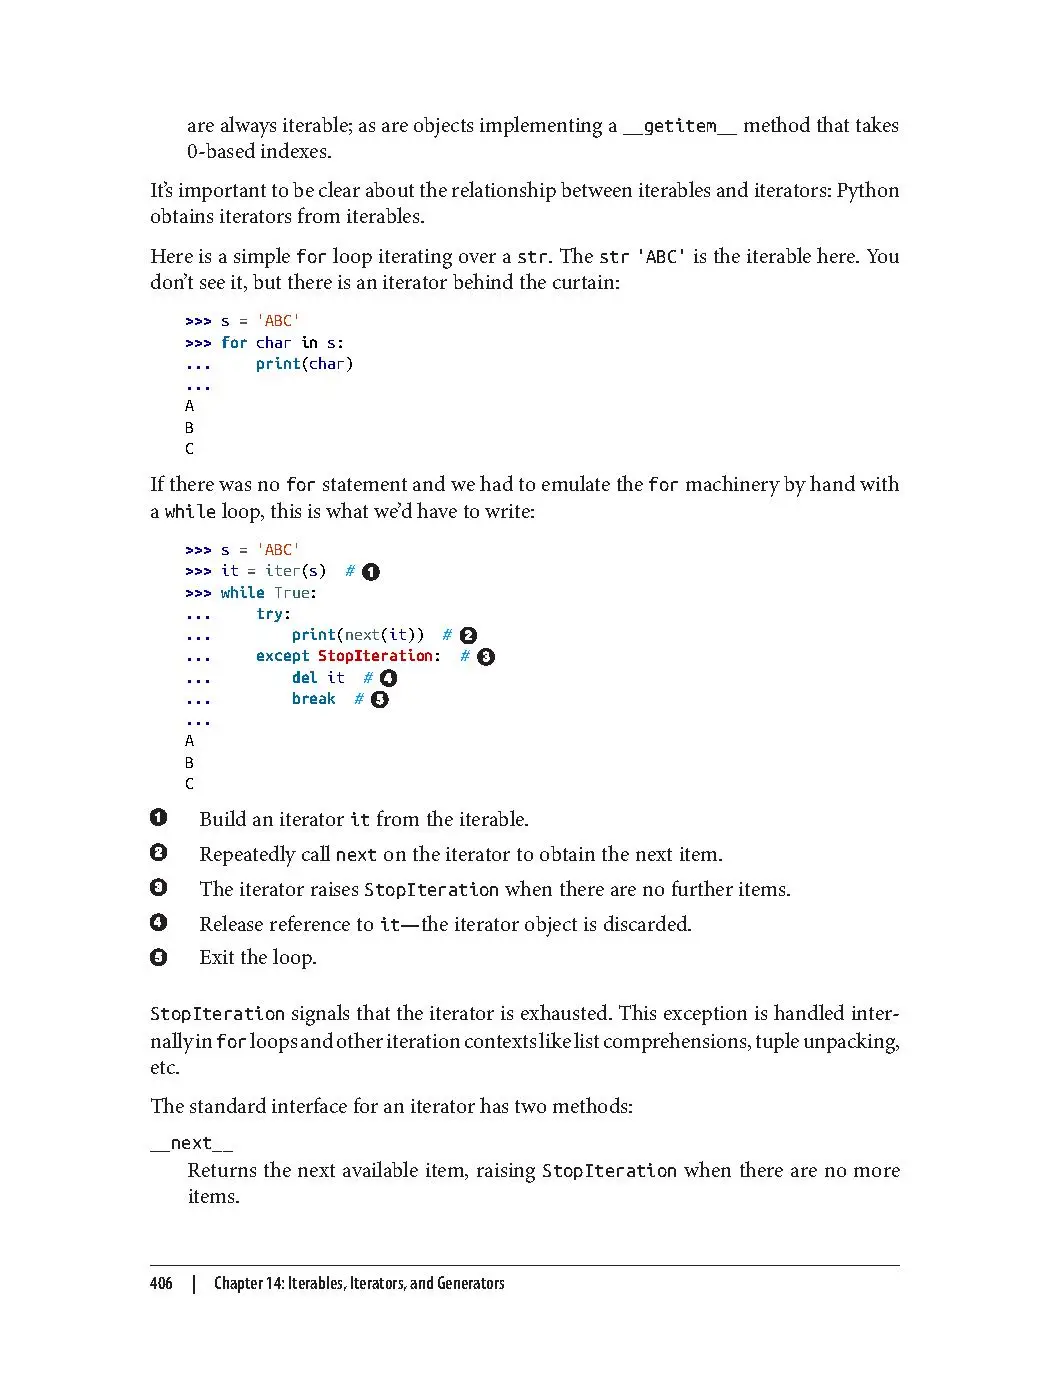 are always iterable; as are objects implementing a __getitem__ method that takes
0-based indexes.
It’s important to be clear about the relationship between iterables and iterators: Python
obtains iterators from iterables.
Here is a simple for loop iterating over a str. The str 'ABC' is the iterable here. You
don’t see it, but there is an iterator behind the curtain:
>>> s = 'ABC'
>>> for char in s:
...     print(char)
...
A
B
C
If there was no for statement and we had to emulate the for machinery by hand with
a while loop, this is what we’d have to write:
>>> s = 'ABC'
>>> it = iter(s)  # ❶
>>> while True:
...     try:
...         print(next(it))  # ❷
...     except StopIteration:  # ❸
...         del it  # ❹
...         break  # ❺
...
A
B
C
❶ Build an iterator it from the iterable.
❷ Repeatedly call next on the iterator to obtain the next item.
❸ The iterator raises StopIteration when there are no further items.
❹ Release reference to it—the iterator object is discarded.
❺ Exit the loop.
StopIteration signals that the iterator is exhausted. This exception is handled inter-
nally in for loops and other iteration contexts like list comprehensions, tuple unpacking,
etc.
The standard interface for an iterator has two methods:
__next__
Returns the next available item, raising StopIteration when there are no more
items.
406 | Chapter 14: Iterables, Iterators, and Generators